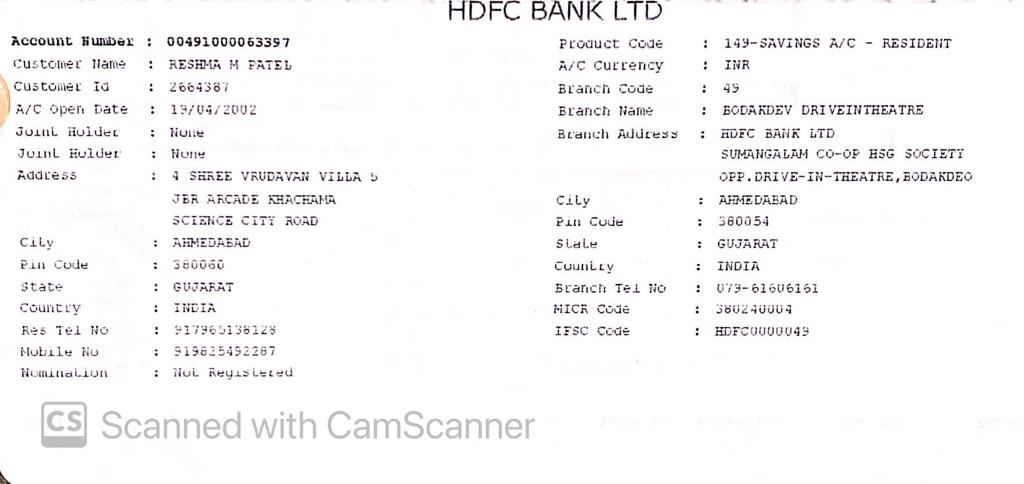 HDFC BANK LTD
Account Number : 00491000063397
Customer Name : RESHMA M PATEL
Customer Id : 2664387
A/C Open Date : 19/04/2002
Joint Holder : None
Joint Holder : None
Address : 4 SHREE VRUDAVAN VILLA 5
JBR ARCADE KHACHAMA
SCIENCE CITY ROAD
City : AHMEDABAD
Pin Code : 380060
State : GUJARAT
Country : INDIA
Res Tel No : 917965138128
Mobile No : 919825492287
Nomination : Not Registered
Product Code : 149-SAVINGS A/C - RESIDENT
A/C Currency : INR
Branch Code : 49
Branch Name : BODAKDEV DRIVEINTHEATRE
Branch Address : HDFC BANK LTD
SUMANGALAM CO-OP HSG SOCIETY
OPP.DRIVE-IN-THEATRE,BODAKDEO
City : AHMEDABAD
Pin Code : 380054
State : GUJARAT
Country : INDIA
Branch Tel No : 079-61606161
MICR Code : 380240004
IFSC Code : HDFC0000049
CS Scanned with CamScanner